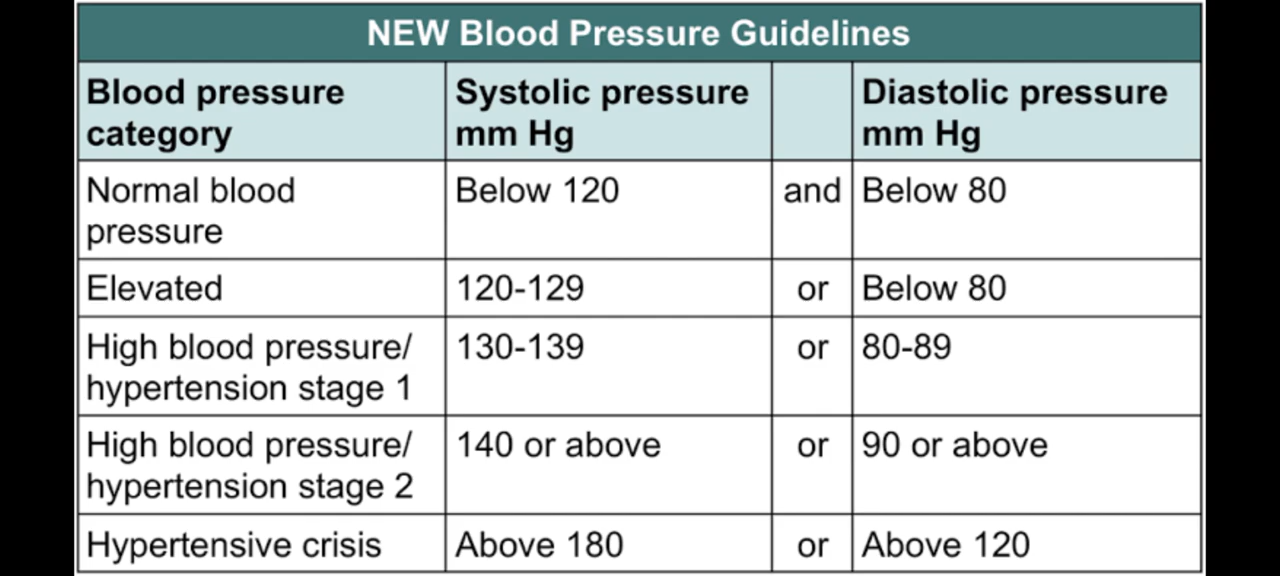 NEW Blood Pressure Guidelines
Blood pressure category Systolic pressure mm Hg Diastolic pressure mm Hg
Normal blood pressure Below 120 and Below 80
Elevated 120-129 or Below 80
High blood pressure/ hypertension stage 1 130-139 or 80-89
High blood pressure/ hypertension stage 2 140 or above or 90 or above
Hypertensive crisis Above 180 or Above 120